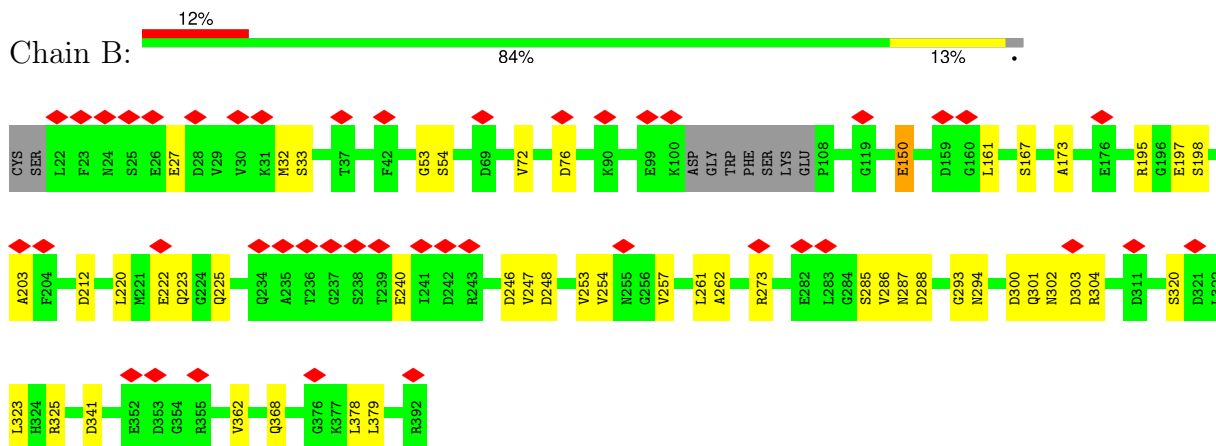 12%
Chain B:
84% 13% •
CYS SER L22 F23 N24 S25 E26 E27 D28 V29 V30 K31 M32 S33 T37 F42 G53 S54 D69 V72 D76 K90 E99 K100 ASP GLY TRP PHE SER LYS GLU P108 G119 E150 D159 G160 L161 S167 A173 E176 R195 G196 E197 S198
A203 F204 D212 L220 M221 E222 Q223 G224 Q225 Q234 A235 T236 G237 S238 T239 E240 I241 D242 R243 D246 V247 D248 V253 V254 N255 G256 V257 L261 A262 R273 E282 L283 G284 S285 V286 N287 D288 G293 N294 D300 Q301 N302 D303 R304 D311 S320 D321 L322
L323 H324 R325 D341 E352 D353 G354 R355 V362 Q368 G376 K377 L378 L379 R392